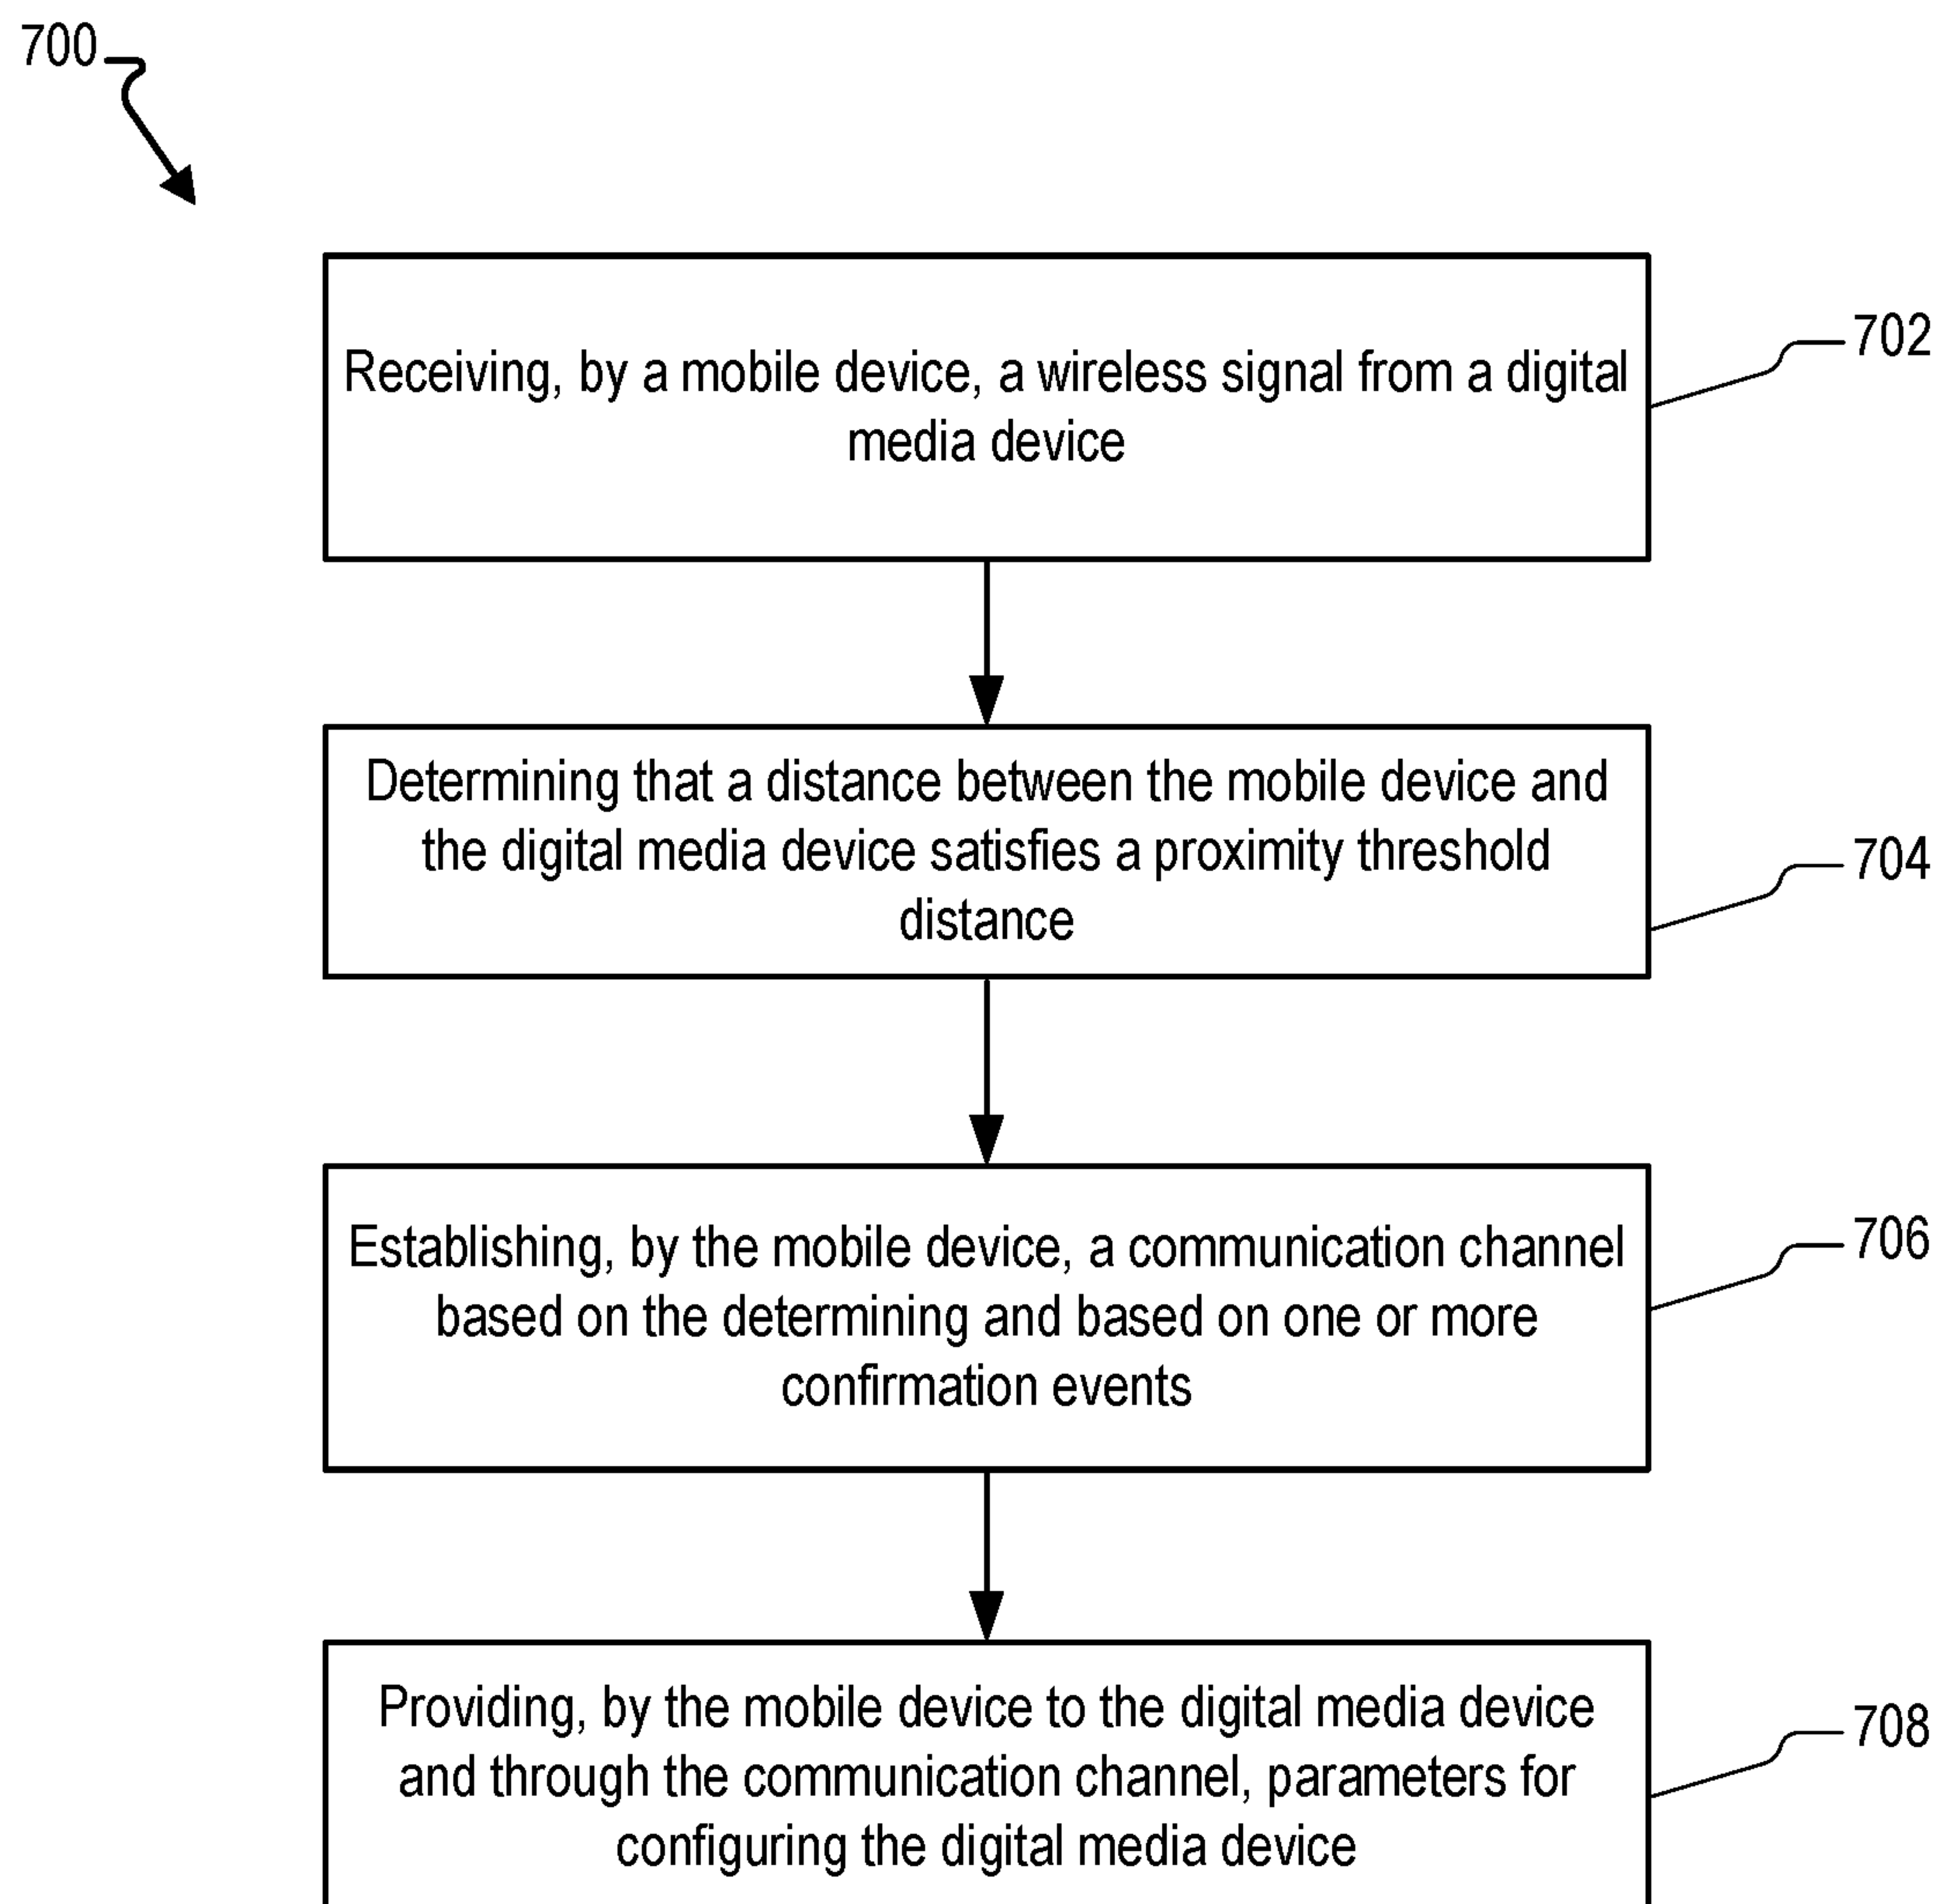 700
Receiving, by a mobile device, a wireless signal from a digital
media device
702
Determining that a distance between the mobile device and
the digital media device satisfies a proximity threshold
distance
704
Establishing, by the mobile device, a communication channel
based on the determining and based on one or more
confirmation events
706
Providing, by the mobile device to the digital media device
and through the communication channel, parameters for
configuring the digital media device
708